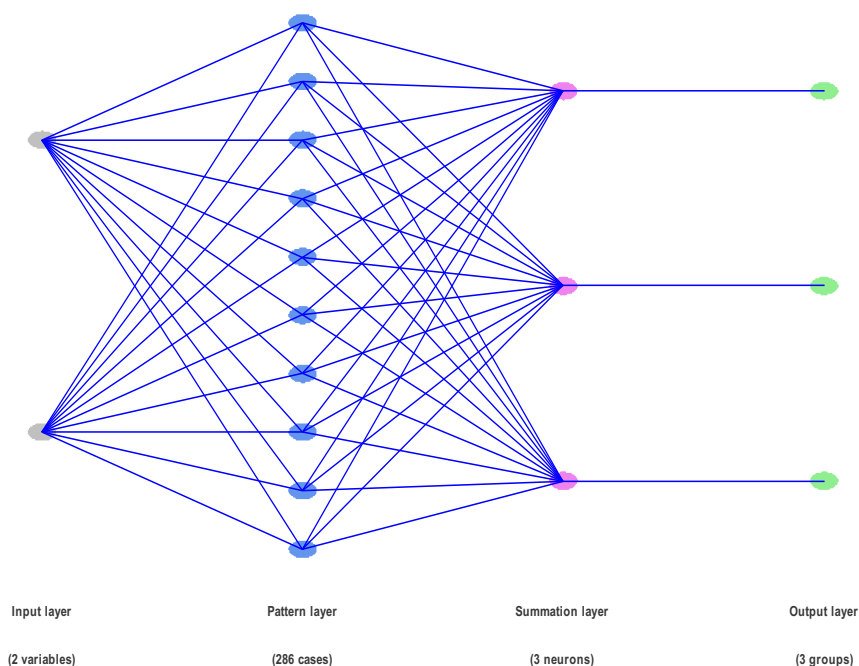 Input layer
Pattern layer
Summation layer
Output layer
(2 variables)
(286 cases)
(3 neurons)
(3 groups)